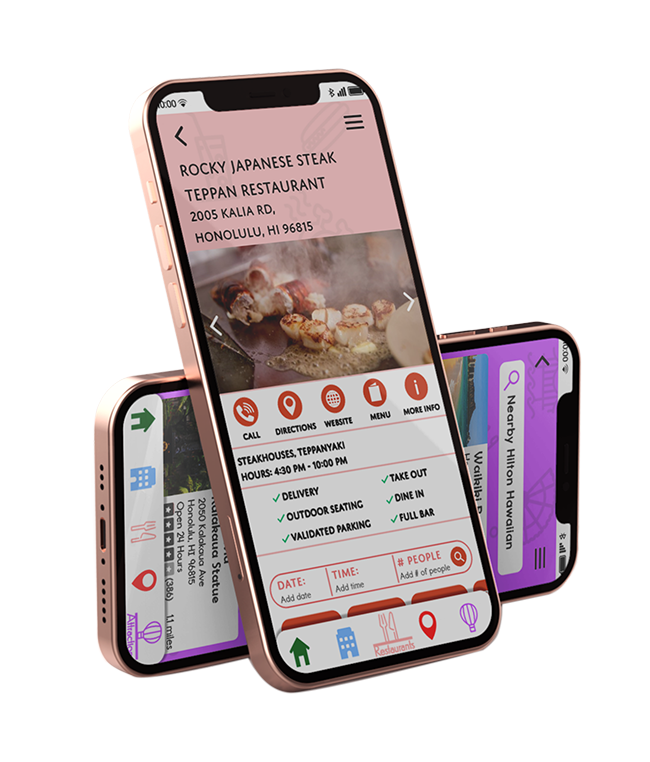 10:00
ROCKY JAPANESE STEAK
TEPPAN RESTAURANT
2005 KALIA RD,
HONOLULU, HI 96815
CALL
DIRECTIONS
WEBSITE
MENU
MORE INFO
STEAKHOUSES, TEPPANYAKI
HOURS: 4:30 PM - 10:00 PM
DELIVERY
TAKE OUT
OUTDOOR SEATING
DINE IN
VALIDATED PARKING
FULL BAR
DATE:
Add date
TIME:
Add time
# PEOPLE
Add # of people
Restaurants
Nearby Hilton Hawaiian
Waikiki
Kalakaua Statue
2050 Kalakaua Ave
Honolulu, HI 96815
Open 24 Hours
(386)
1.1 miles